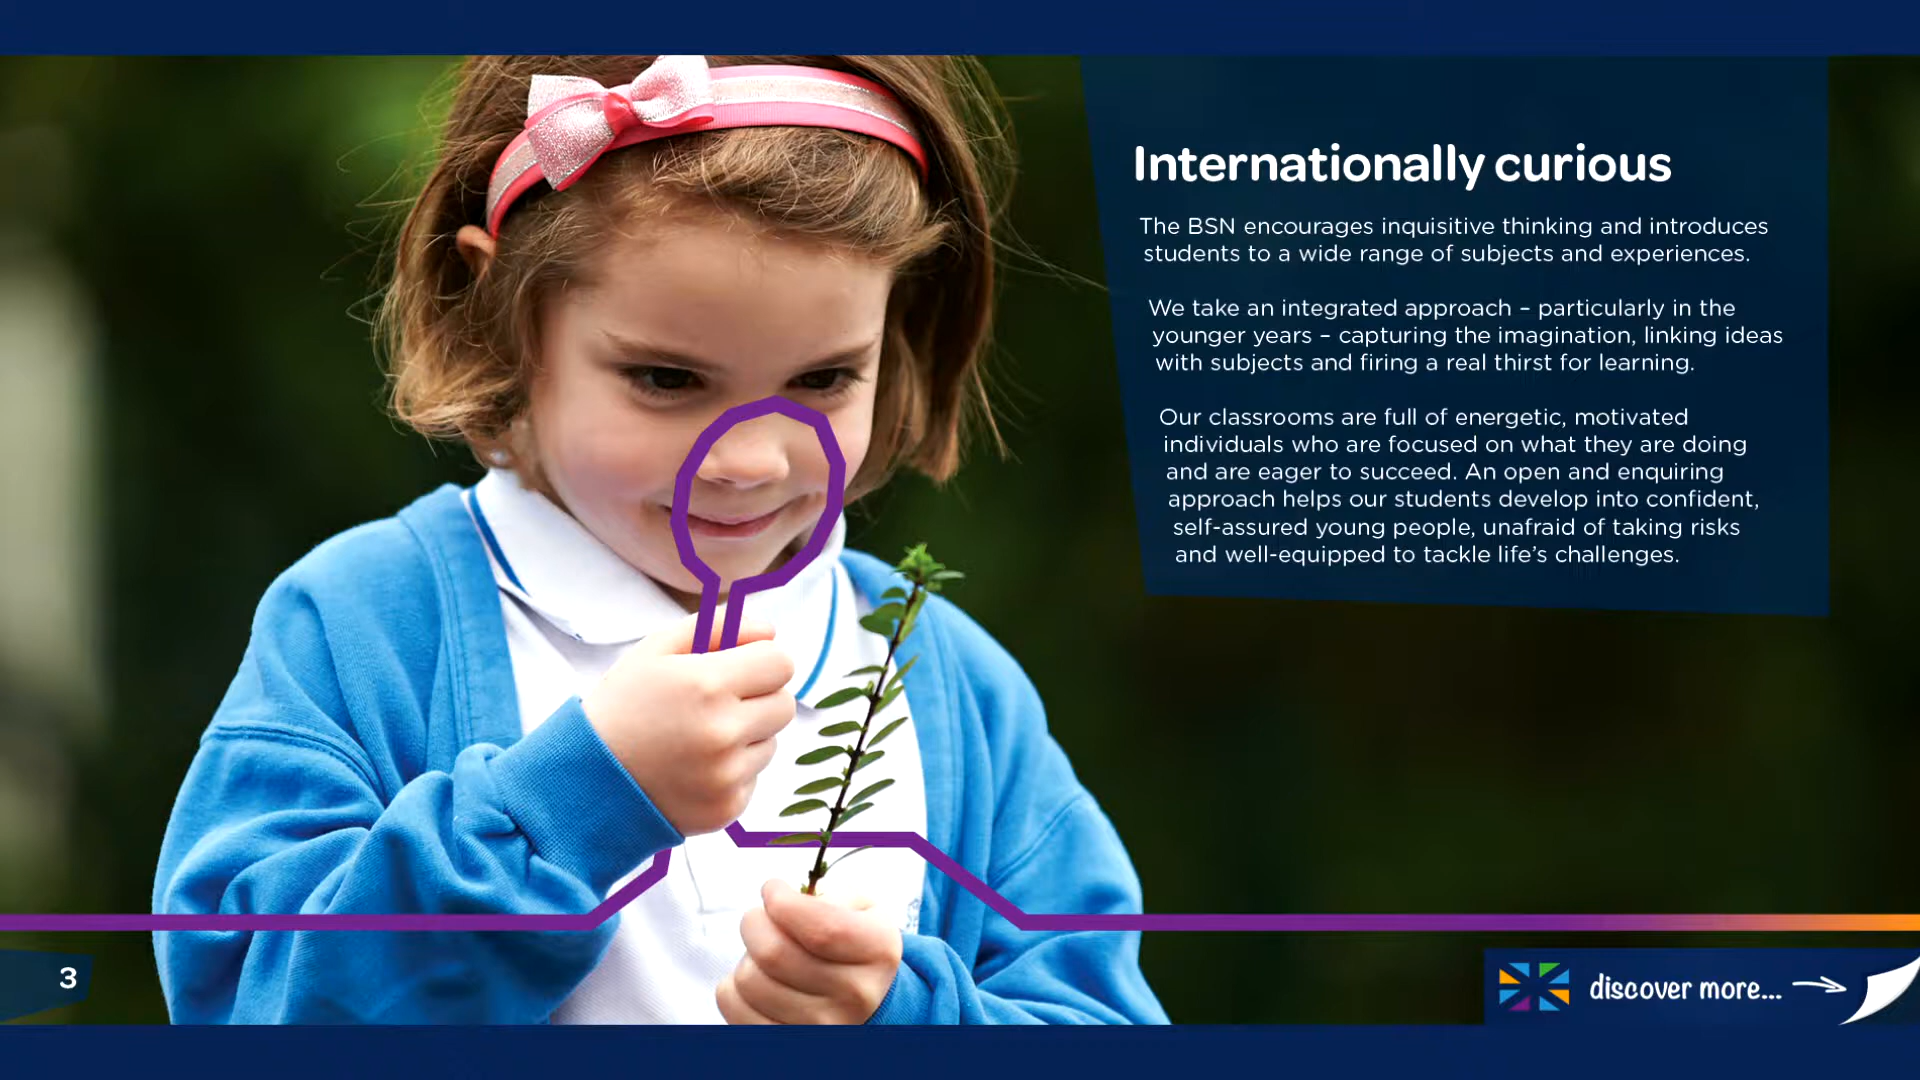 Internationally curious
The BSN encourages inquisitive thinking and introduces
students to a wide range of subjects and experiences.
We take an integrated approach – particularly in the
younger years – capturing the imagination, linking ideas
with subjects and firing a real thirst for learning.
Our classrooms are full of energetic, motivated
individuals who are focused on what they are doing
and are eager to succeed. An open and enquiring
approach helps our students develop into confident,
self-assured young people, unafraid of taking risks
and well-equipped to tackle life’s challenges.
3
discover more...